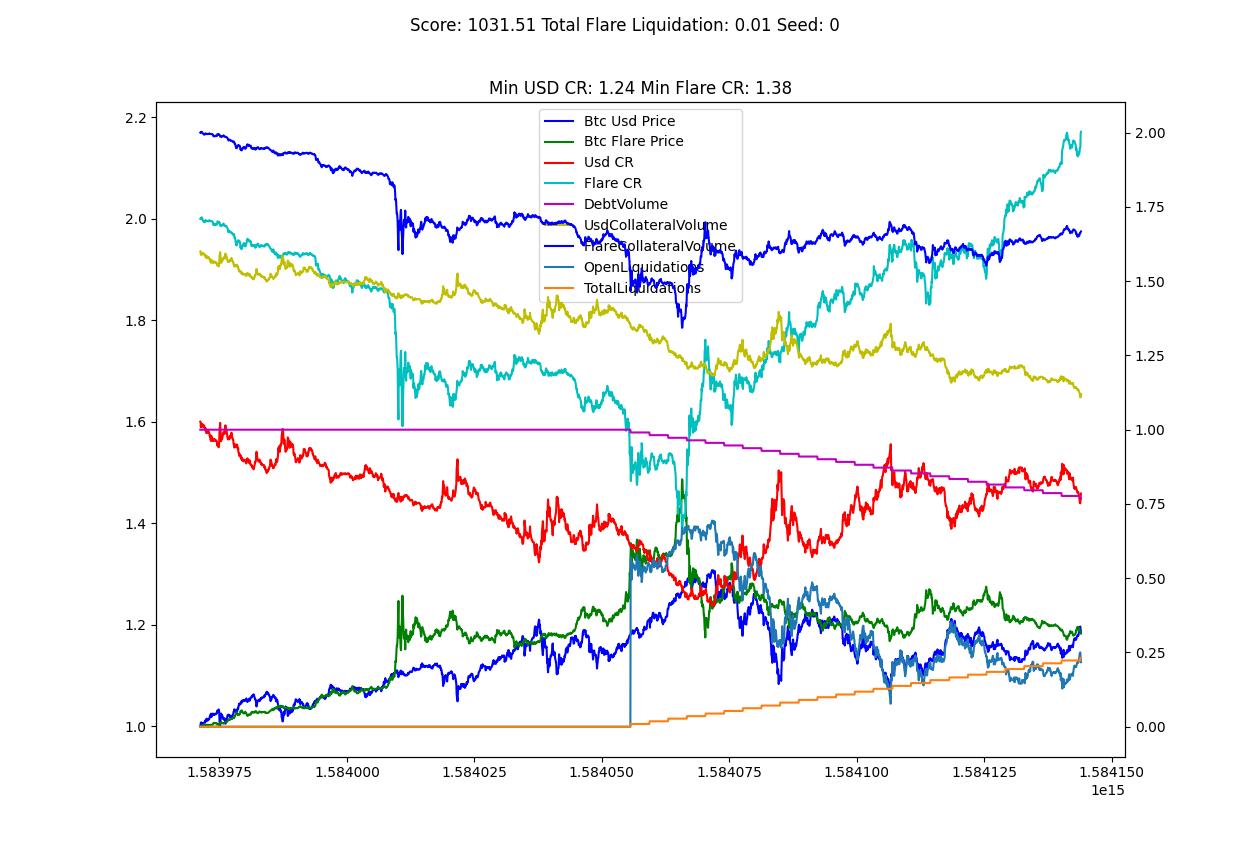 Score: 1031.51 Total Flare Liquidation: 0.01 Seed: 0
Min USD CR: 1.24 Min Flare CR: 1.38
Btc Usd Price
Btc Flare Price
Usd CR
Flare CR
DebtVolume
UsdCollateralVolume
FlareCollateralVolume
OpenLiquidations
TotalLiquidations
2.2
2.0
1.8
1.6
1.4
1.2
1.0
2.00
1.75
1.50
1.25
1.00
0.75
0.50
0.25
0.00
1.583975 1.584000 1.584025 1.584050 1.584075 1.584100 1.584125 1.584150
1e15